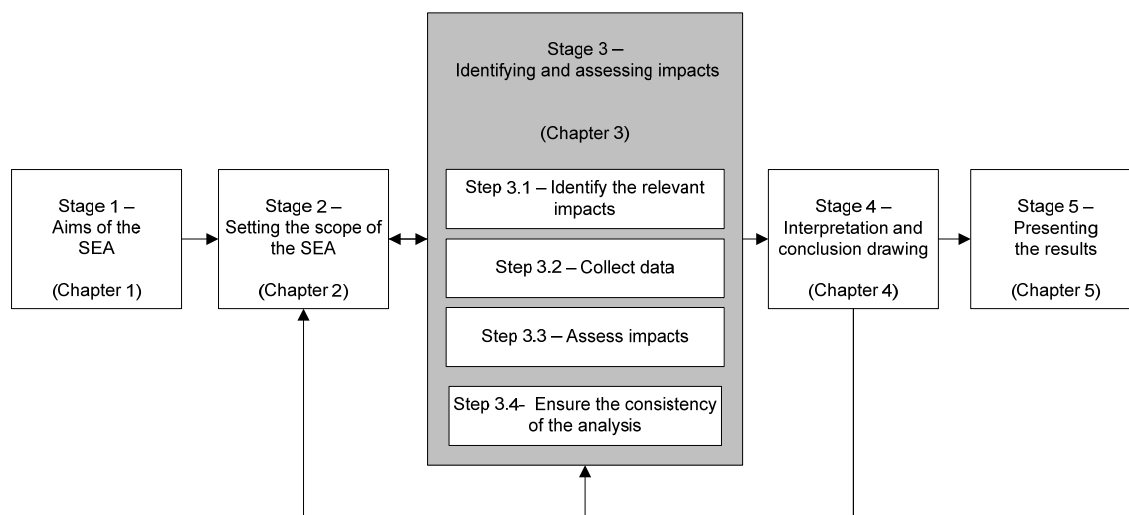 Stage 1 –
Aims of the
SEA
(Chapter 1)
Stage 2 –
Setting the scope of
the SEA
(Chapter 2)
Stage 3 –
Identifying and assessing impacts
(Chapter 3)
Step 3.1 – Identify the relevant
impacts
Step 3.2 – Collect data
Step 3.3 – Assess impacts
Step 3.4- Ensure the consistency
of the analysis
Stage 4 –
Interpretation and
conclusion drawing
(Chapter 4)
Stage 5 –
Presenting
the results
(Chapter 5)